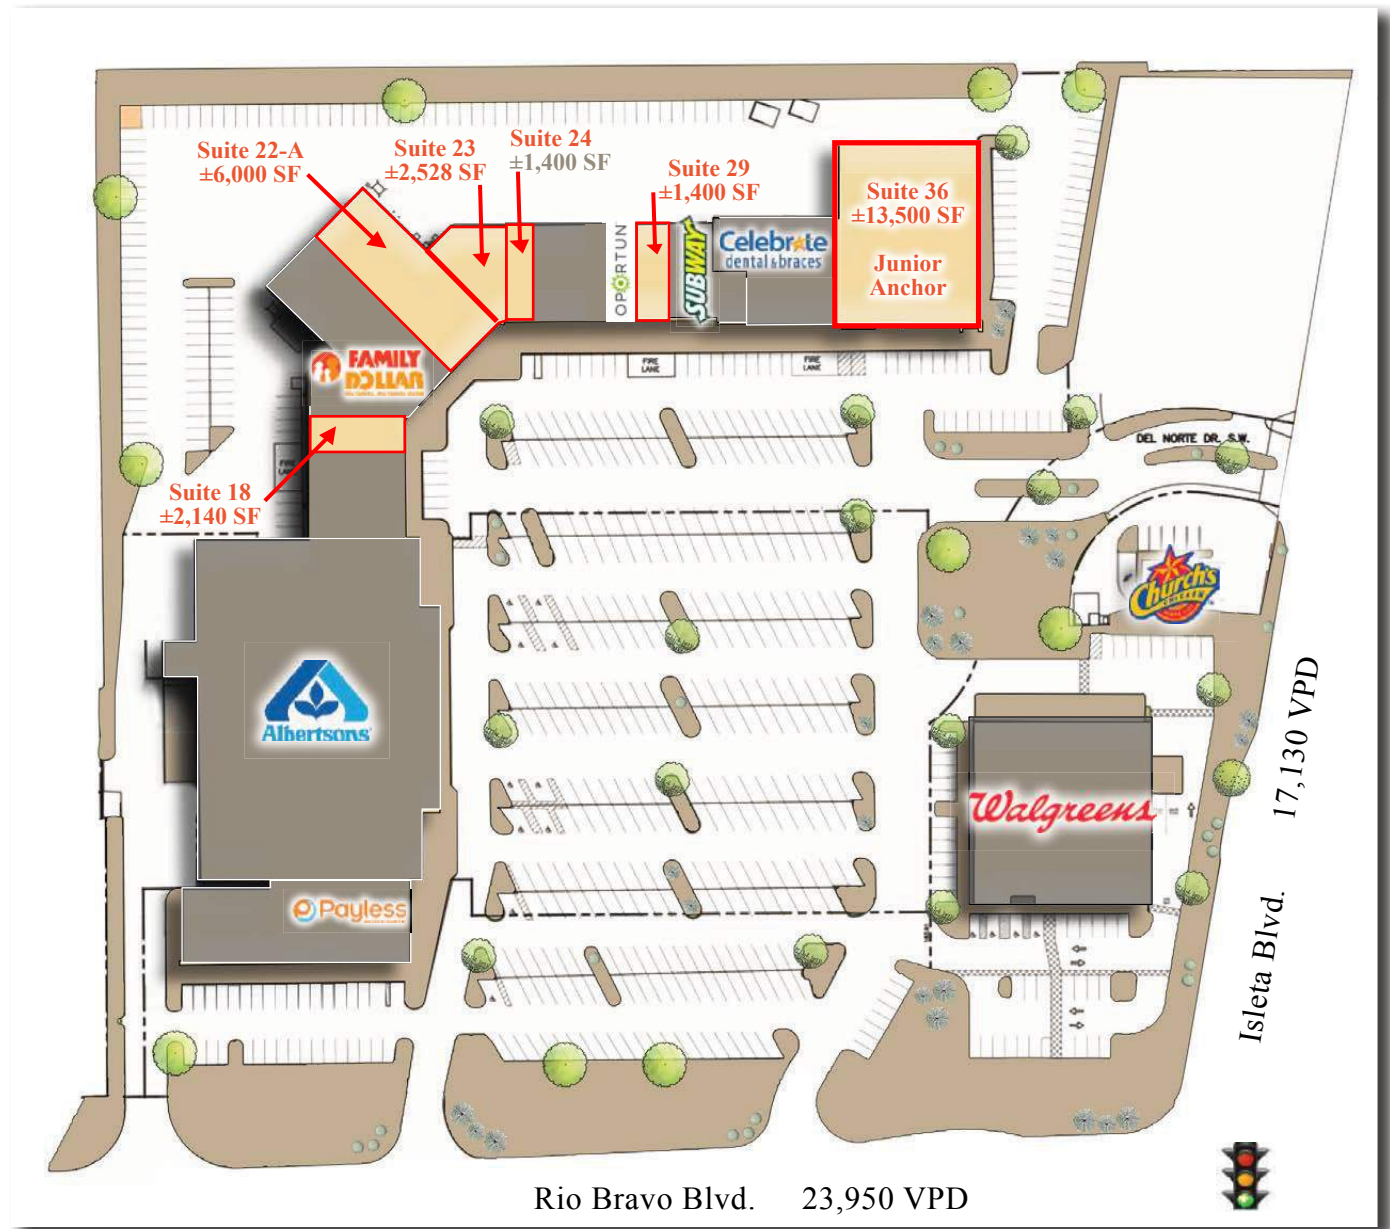 Suite 22-A
±6,000 SF
Suite 23
±2,528 SF
Suite 24
±1,400 SF
Suite 29
±1,400 SF
Suite 36
±13,500 SF
Junior
Anchor
OPORTUN
SUBWAY
Celebrate
dental & braces
FAMILY
DOLLAR
FIRE
LANE
FIRE
LANE
DEL NORTE DR. S.W.
FIRE
Suite 18
±2,140 SF
Church's
CHICKEN
Albertsons
Walgreens
Payless
17,130 VPD
Isleta Blvd.
Rio Bravo Blvd. 23,950 VPD